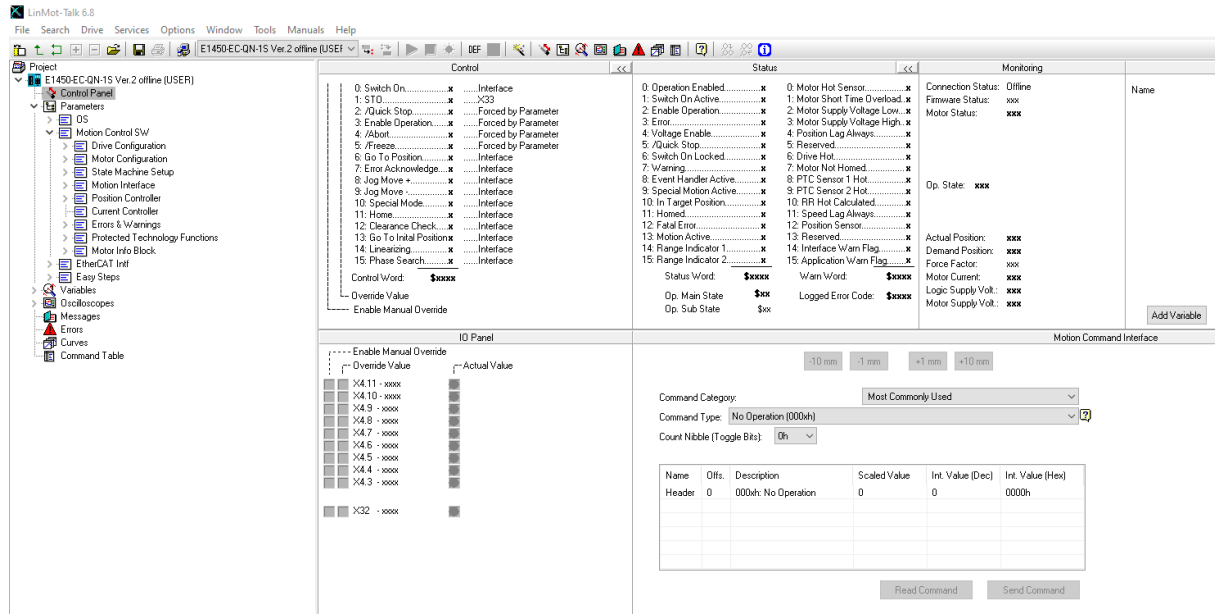 LinMot-Talk 6.8
File Search Drive Services Options Window Tools Manuals Help
E1450-EC-QN-1S Ver.2 offline (USEF
DEF
Project
E1450-EC-QN-1S Ver.2 offline (USER)
Control Panel
Parameters
OS
Motion Control SW
Drive Configuration
Motor Configuration
State Machine Setup
Motion Interface
Position Controller
Current Controller
Errors & Warnings
Protected Technology Functions
Motor Info Block
EtherCAT Intf
Easy Steps
Variables
Oscilloscopes
Messages
Errors
Curves
Command Table
Control <<
0: Switch On..................x ......Interface
1: STO..........................x ......X33
2: /Quick Stop...............x ......Forced by Parameter
3: Enable Operation......x ......Forced by Parameter
4: /Abort.......................x ......Forced by Parameter
5: /Freeze.....................x ......Forced by Parameter
6: Go To Position..........x ......Interface
7: Error Acknowledge....x ......Interface
8: Jog Move +...............x ......Interface
9: Jog Move -................x ......Interface
10: Special Mode..........x ......Interface
11: Home......................x ......Interface
12: Clearance Check....x ......Interface
13: Go To Inital Position x ......Interface
14: Linearizing...............x ......Interface
15: Phase Search..........x ......Interface
Control Word: $xxxx
Override Value
Enable Manual Override
Status <<
0: Operation Enabled.........x
1: Switch On Active...........x
2: Enable Operation...........x
3: Error..............................x
4: Voltage Enable..............x
5: /Quick Stop...................x
6: Switch On Locked..........x
7: Warning.........................x
8: Event Handler Active......x
9: Special Motion Active.....x
10: In Target Position.........x
11: Homed.........................x
12: Fatal Error....................x
13: Motion Active................x
14: Range Indicator 1.........x
15: Range Indicator 2.........x
Status Word: $xxxx
Op. Main State $xx
Op. Sub State $xx
0: Motor Hot Sensor............x
1: Motor Short Time Overload..x
2: Motor Supply Voltage Low...x
3: Motor Supply Voltage High..x
4: Position Lag Always.........x
5: Reserved........................x
6: Drive Hot........................x
7: Motor Not Homed............x
8: PTC Sensor 1 Hot...........x
9: PTC Sensor 2 Hot...........x
10: RR Hot Calculated.........x
11: Speed Lag Always.........x
12: Position Sensor.............x
13: Reserved......................x
14: Interface Warn Flag.......x
15: Application Warn Flag....x
Warn Word: $xxxx
Logged Error Code: $xxxx
Monitoring
Connection Status: Offline
Firmware Status: xxx
Motor Status: xxx
Op. State: xxx
Actual Position: xxx
Demand Position: xxx
Force Factor: xxx
Motor Current: xxx
Logic Supply Volt.: xxx
Motor Supply Volt.: xxx
Name
Add Variable
IO Panel
Enable Manual Override
Override Value Actual Value
X4.11 - xxxx
X4.10 - xxxx
X4.9 - xxxx
X4.8 - xxxx
X4.7 - xxxx
X4.6 - xxxx
X4.5 - xxxx
X4.4 - xxxx
X4.3 - xxxx
X32 - xxxx
Motion Command Interface
-10 mm -1 mm +1 mm +10 mm
Command Category: Most Commonly Used
Command Type: No Operation (000xh)
Count Nibble (Toggle Bits): 0h
Name Offs. Description Scaled Value Int. Value (Dec) Int. Value (Hex)
Header 0 000xh: No Operation 0 0 0000h
Read Command Send Command